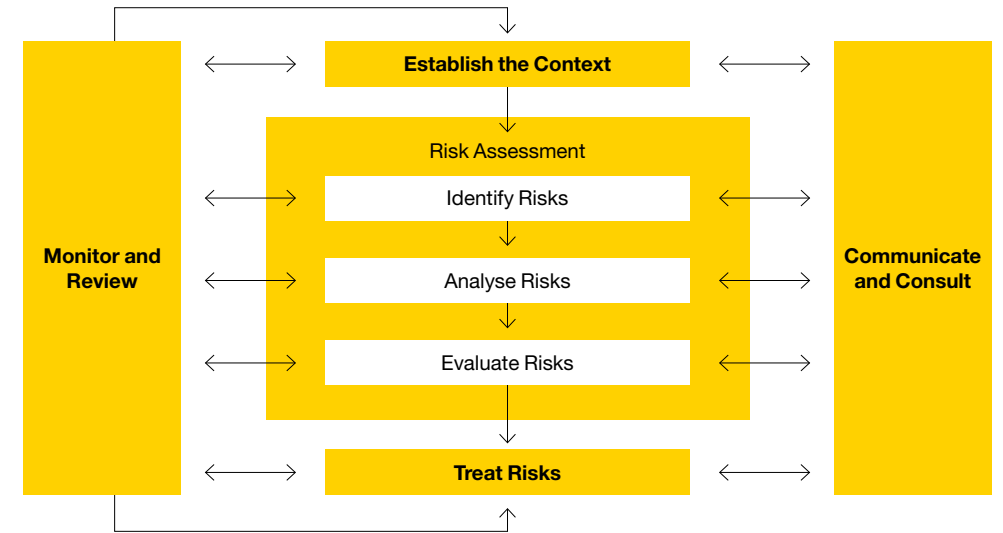 Establish the Context
Risk Assessment
Identify Risks
Monitor and
Review
Analyse Risks
Communicate
and Consult
Evaluate Risks
Treat Risks